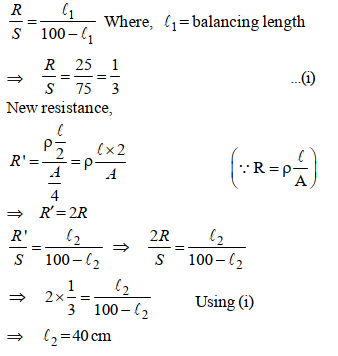 R/S = ℓ₁/(100 − ℓ₁) Where, ℓ₁ = balancing length
⇒ R/S = 25/75 = 1/3 ...(i)
New resistance,
R' = (ρ ℓ/2)/(A/4) = ρ (ℓ×2)/A (∵ R = ρ ℓ/A)
⇒ R′ = 2R
R'/S = ℓ₂/(100 − ℓ₂) ⇒ 2R/S = ℓ₂/(100 − ℓ₂)
⇒ 2 × 1/3 = ℓ₂/(100 − ℓ₂) Using (i)
⇒ ℓ₂ = 40 cm